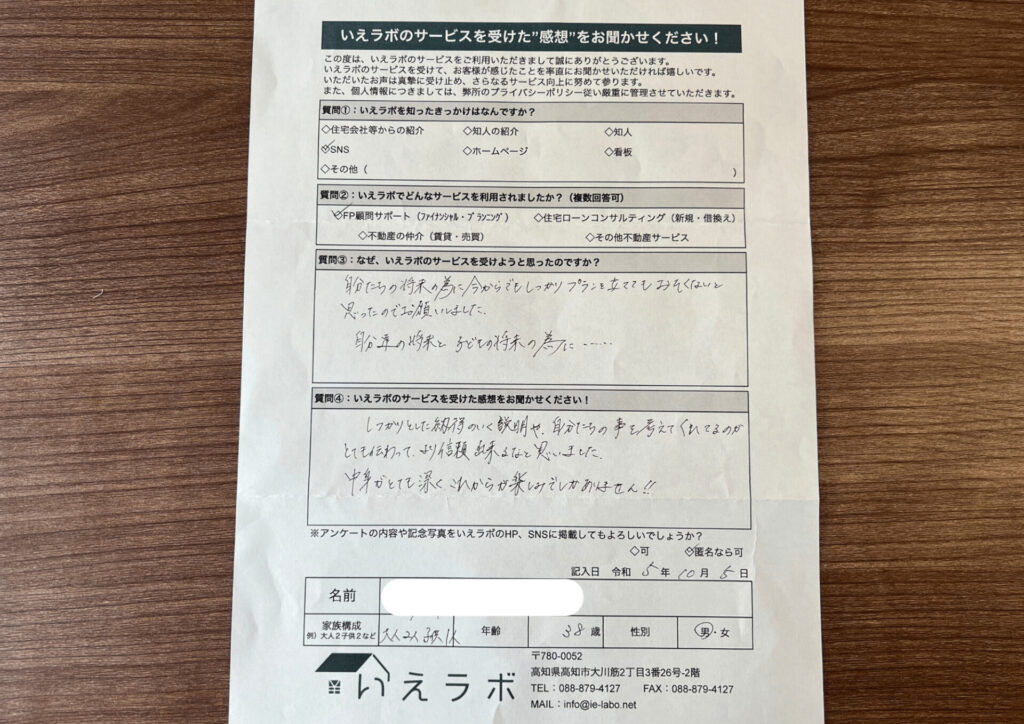 いえラボのサービスを受けた”感想”をお聞かせください！
この度は、いえラボのサービスをご利用いただきまして誠にありがとうございます。
いえラボのサービスを受けて、お客様が感じたことを率直にお聞かせいただければ嬉しいです。
いただいたお声は真摯に受け止め、さらなるサービス向上に努めて参ります。
また、個人情報につきましては、弊所のプライバシーポリシー従い厳重に管理させていただきます。
質問①：いえラボを知ったきっかけはなんですか？
◇住宅会社等からの紹介 ◇知人の紹介 ◇知人
◇SNS ◇ホームページ ◇看板
◇その他（ ）
質問②：いえラボでどんなサービスを利用されましたか？（複数回答可）
◇FP顧問サポート（ファイナンシャル・プランニング） ◇住宅ローンコンサルティング（新規・借換え）
◇不動産の仲介（賃貸・売買） ◇その他不動産サービス
質問③：なぜ、いえラボのサービスを受けようと思ったのですか？
自分たちの将来の為に今からでもしっかりプランを立ててもおそくないと
思ったのでお願いしました.
自分達の将来と子どもの将来の為に……
質問④：いえラボのサービスを受けた感想をお聞かせください！
しっかりとした納得のいく説明や、自分たちの事を考えてくれてるのが
とても伝わって、より信頼出来るなと思いました.
中身がとても深くこれからが楽しみでしかありません!!
※アンケートの内容や記念写真をいえラボのHP、SNSに掲載してもよろしいでしょうか？
◇可 ◇匿名なら可
記入日 令和 5 年 10 月 5 日
名前
家族構成
例）大人2子供2など 大人2人 子供1人 年齢 38 歳 性別 男・女
いえラボ
〒780-0052
高知県高知市大川筋2丁目3番26号-2階
TEL：088-879-4127 FAX：088-879-4127
MAIL：info@ie-labo.net